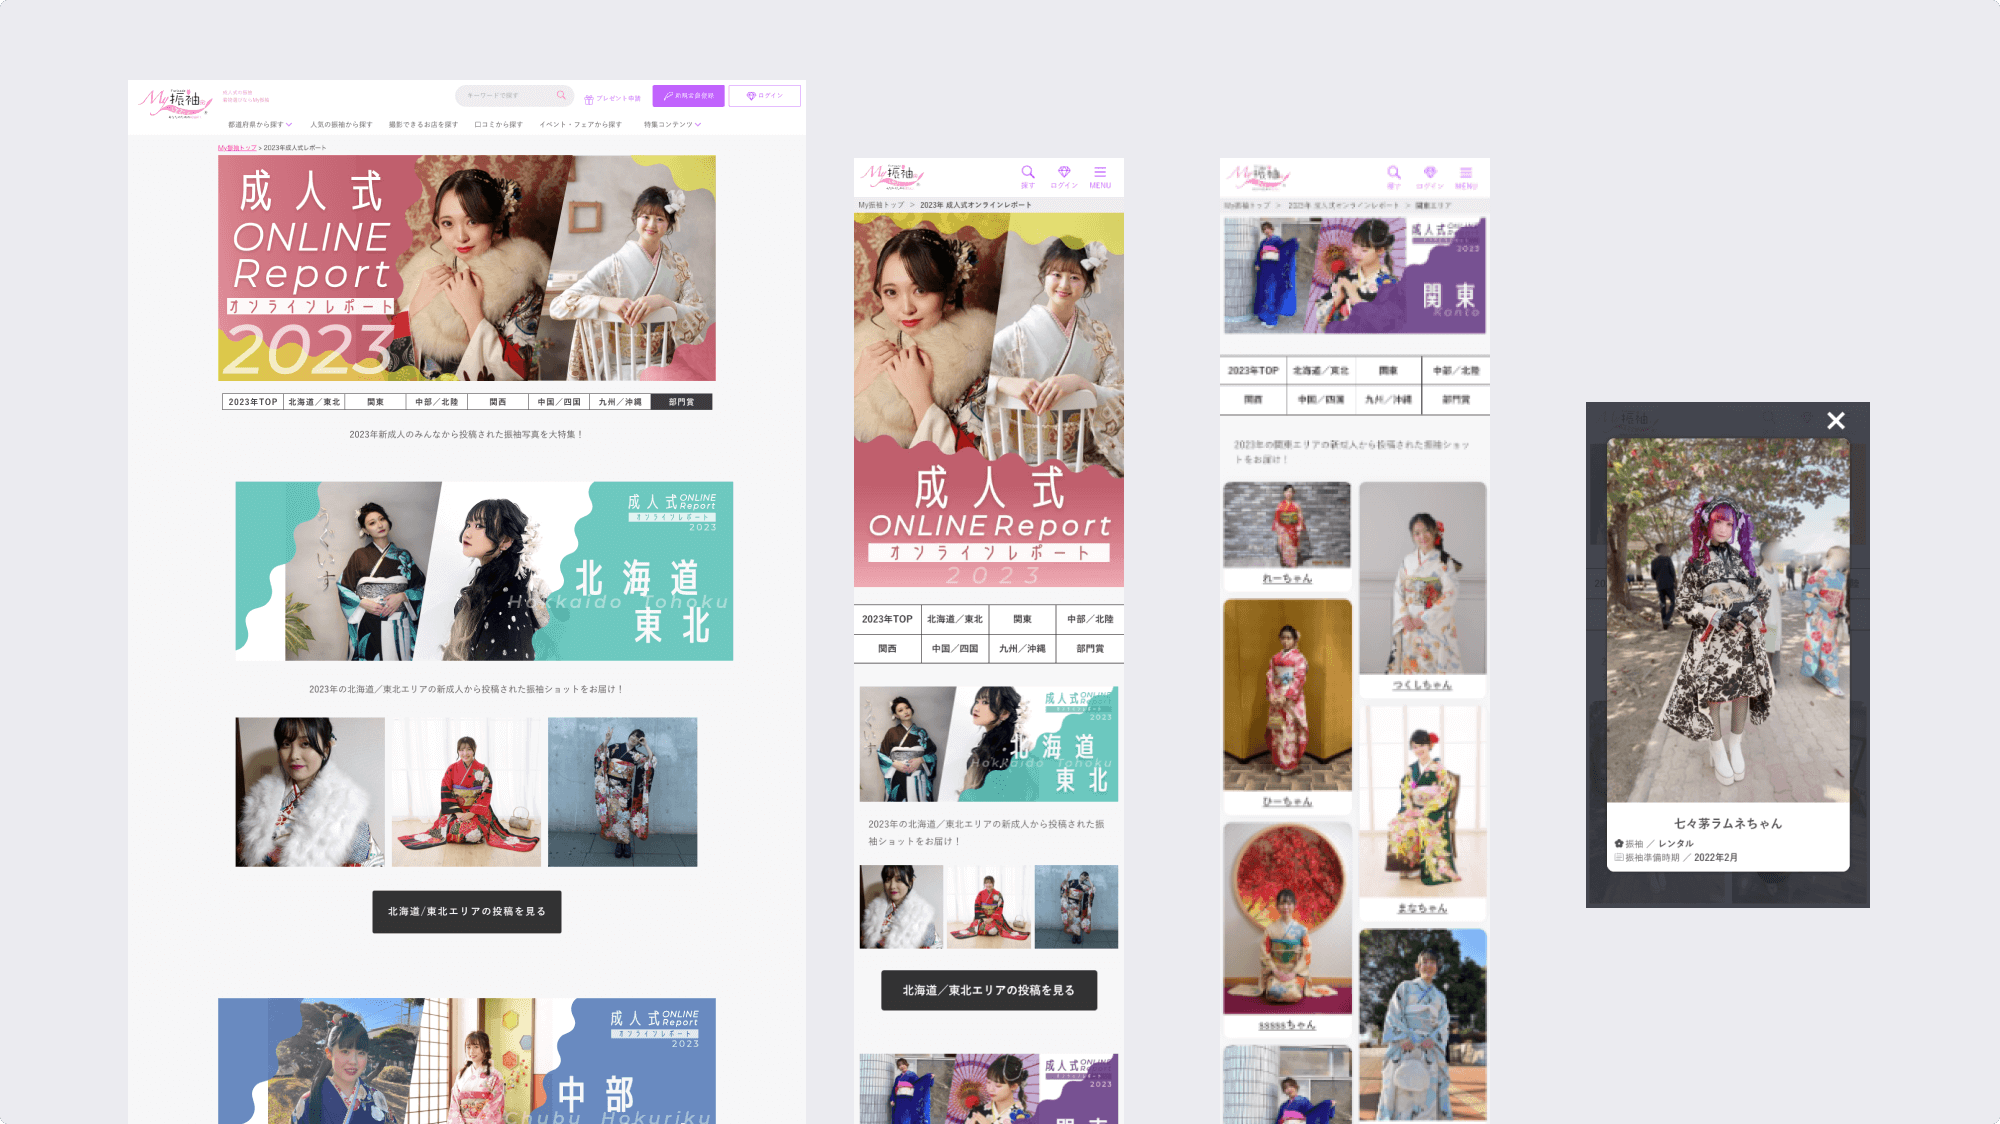 My振袖
キーワードで探す
プレゼント申請
新規会員登録
ログイン
都道府県から探す
人気の振袖から探す
撮影できるお店を探す
口コミから探す
イベント・フェアから探す
特集コンテンツ
My振袖トップ > 2023年成人式レポート
成人式
ONLINE
Report
オンラインレポート
2023
2023年TOP
北海道／東北
関東
中部／北陸
関西
中国／四国
九州／沖縄
部門賞
2023年新成人のみんなから投稿された振袖写真を大特集！
成人式 ONLINE Report
オンラインレポート
2023
北海道
Hokkaido Tohoku
東北
2023年の北海道／東北エリアの新成人から投稿された振袖ショットをお届け！
北海道/東北エリアの投稿を見る
成人式 ONLINE Report
オンラインレポート
2023
中部
Chubu Hokuriku
My振袖
探す
ログイン
MENU
My振袖トップ > 2023年 成人式オンラインレポート
成人式
ONLINE Report
オンラインレポート
2023
2023年TOP
北海道／東北
関東
中部／北陸
関西
中国／四国
九州／沖縄
部門賞
成人式 ONLINE Report
オンラインレポート
2023
北海道
Hokkaido Tohoku
東北
2023年の北海道／東北エリアの新成人から投稿された振
袖ショットをお届け！
北海道／東北エリアの投稿を見る
成人式 ONLINE Report
オンラインレポート
2023
関東
My振袖
探す
ログイン
MENU
My振袖トップ > 2023年 成人式オンラインレポート > 関東エリア
成人式
2023
関東
Kanto
2023年TOP
北海道／東北
関東
中部／北陸
関西
中国／四国
九州／沖縄
部門賞
2023年の関東エリアの新成人から投稿された振袖ショッ
トをお届け！
れーちゃん
つくしちゃん
ひーちゃん
まなちゃん
sssssちゃん
七々茅ラムネちゃん
振袖 ／ レンタル
振袖準備時期 ／ 2022年2月